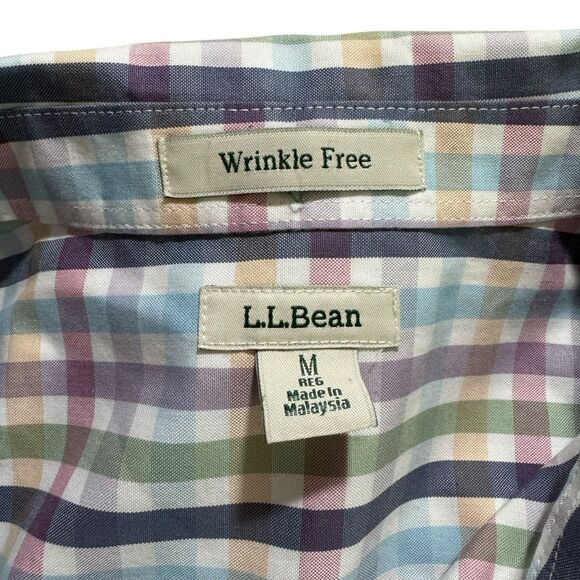 Wrinkle Free
L.L.Bean
M
REG
Made In
Malaysia